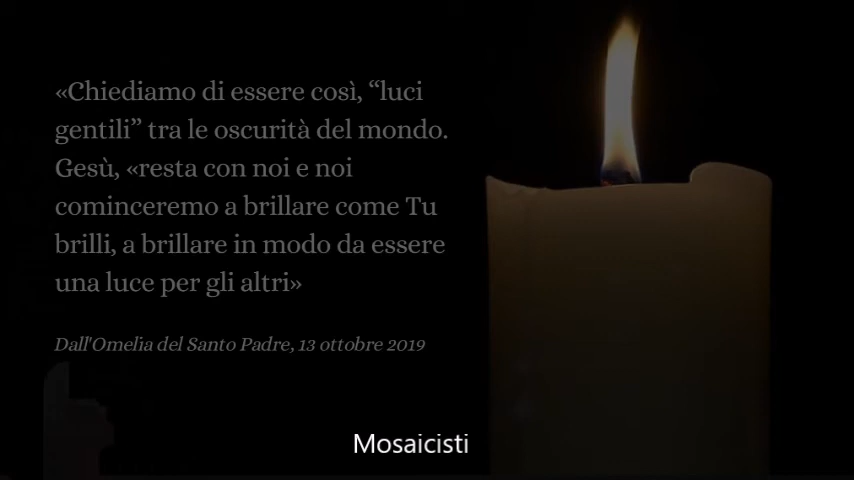 «Chiediamo di essere così, “luci
gentili” tra le oscurità del mondo.
Gesù, «resta con noi e noi
cominceremo a brillare come Tu
brilli, a brillare in modo da essere
una luce per gli altri»
Dall'Omelia del Santo Padre, 13 ottobre 2019
Mosaicisti